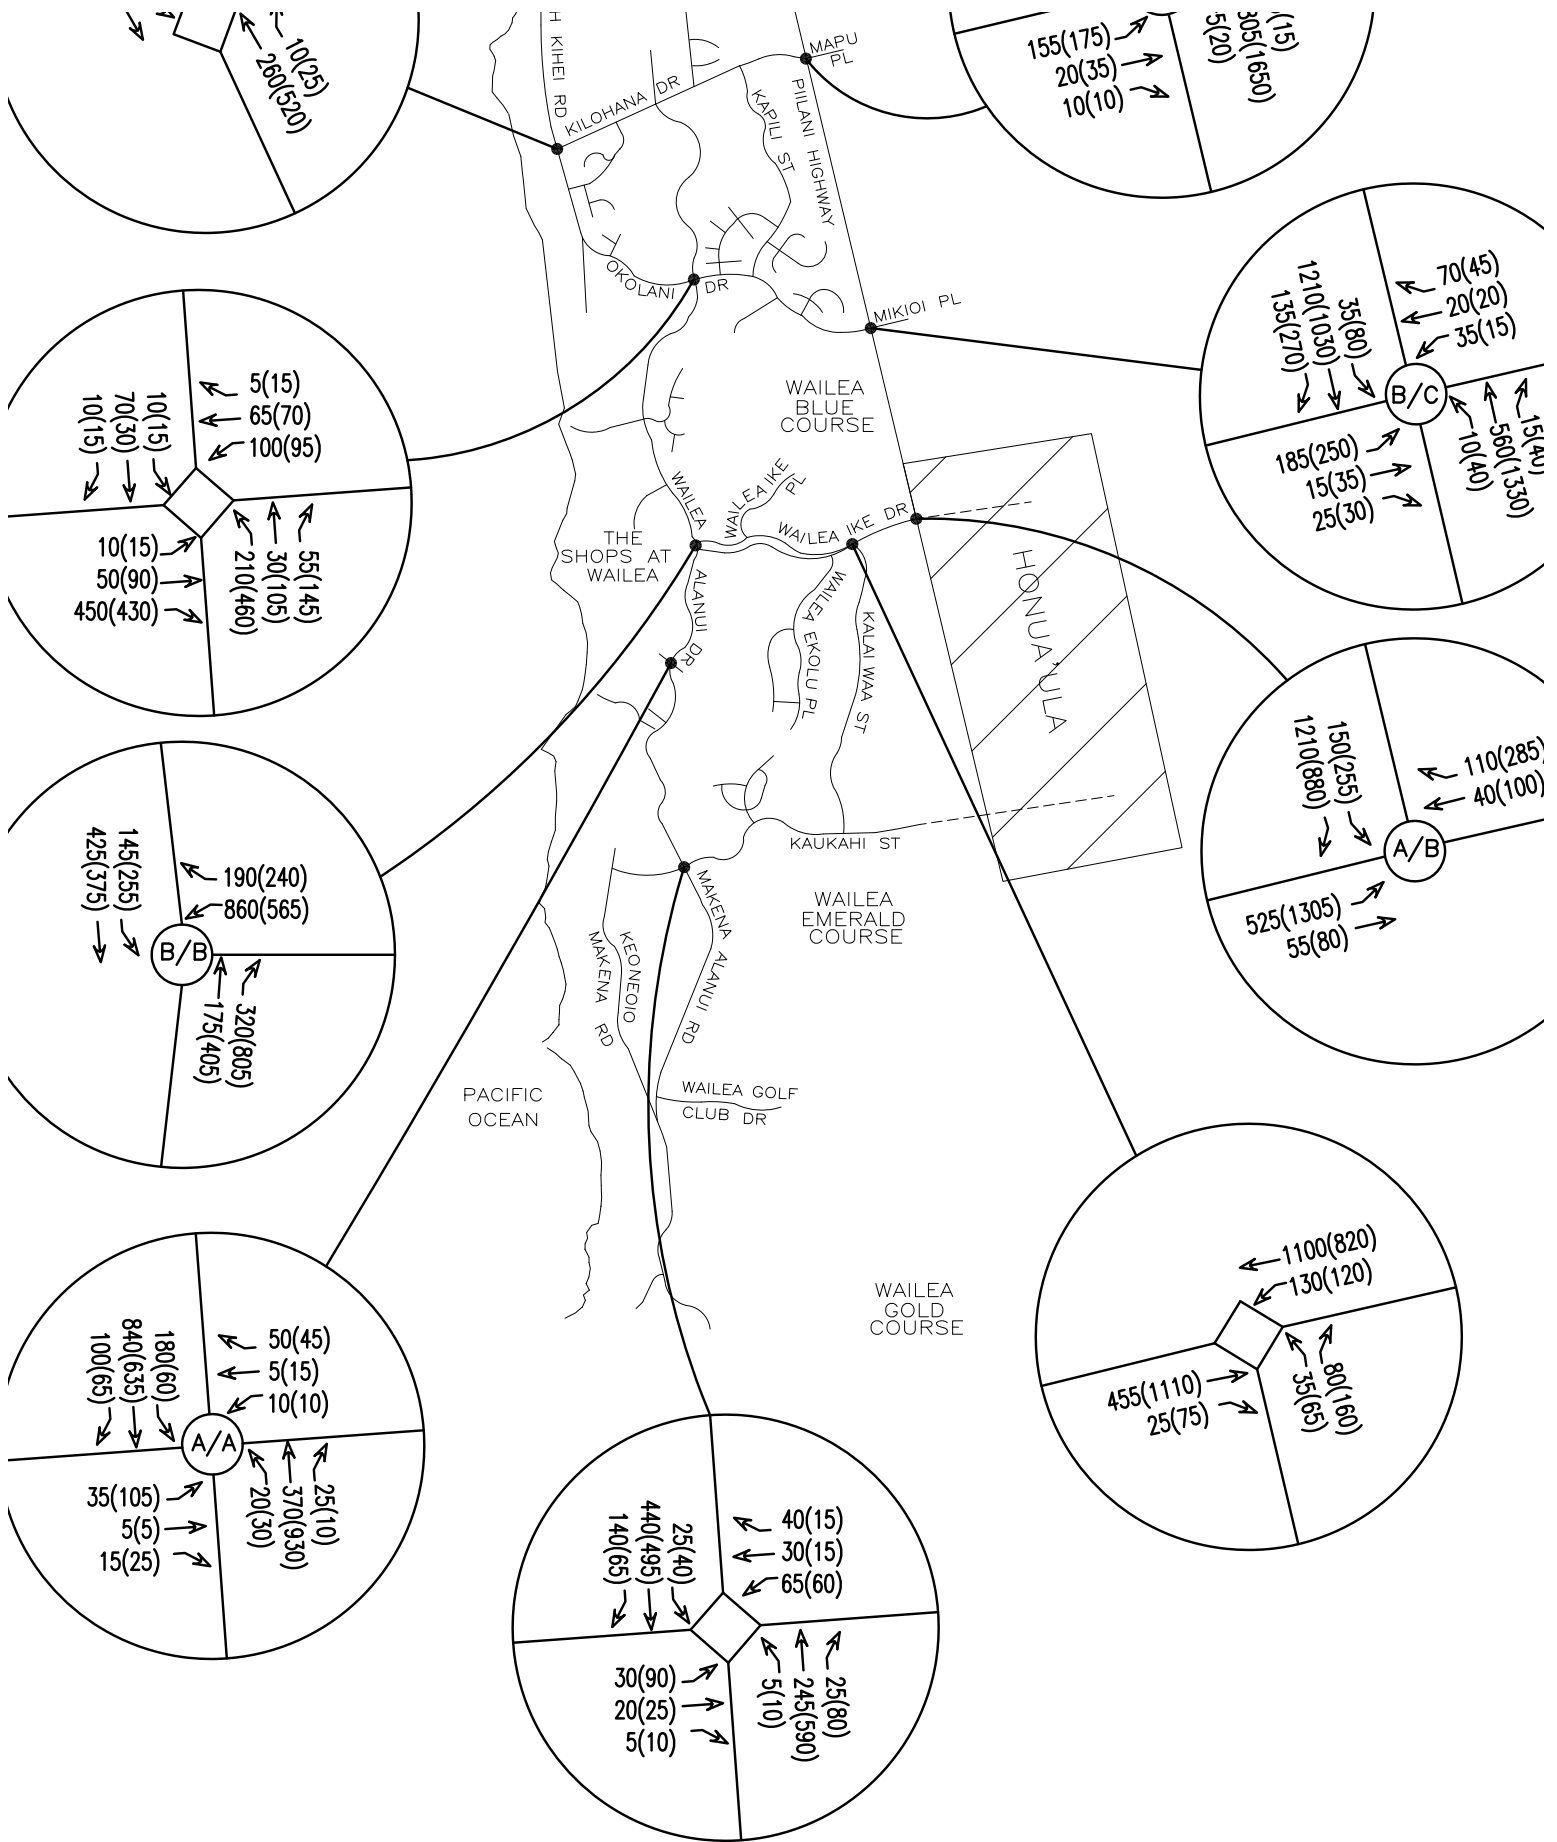 10(25)
260(520)
H KIHEI RD
KILOHANA DR
MAPU
PL
KAPILI ST
PIILANI HIGHWAY
155(175)
20(35)
10(10)
305(1650)
OKOLANI DR
MIKIOI PL
10(15)
70(30)
10(15)
5(15)
65(70)
100(95)
10(15)
50(90)
450(430)
210(460)
30(105)
55(145)
135(270)
1210(1030)
35(80)
70(45)
20(20)
35(15)
B/C
185(250)
15(35)
25(30)
10(40)
560(1330)
15(40
WAILEA
BLUE
COURSE
WAILEA
WAILEA IKE
PL
WAILEA IKE DR
THE
SHOPS AT
WAILEA
ALANUI DR
WAILEA EKOLU PL
KALAI WAA ST
HONUA'ULA
KAUKAHI ST
1210(880)
150(255)
110(285
40(100)
A/B
525(1305)
55(80)
425(375)
145(255)
190(240)
860(565)
B/B
175(405)
320(805)
WAILEA
EMERALD
COURSE
MAKENA ALANUI RD
KEONEOIO
MAKENA RD
WAILEA GOLF
CLUB DR
PACIFIC
OCEAN
WAILEA
GOLD
COURSE
1100(820)
130(120)
455(1110)
25(75)
35(65)
80(160)
100(65)
840(635)
180(60)
50(45)
5(15)
10(10)
A/A
35(105)
5(5)
15(25)
20(30)
370(930)
25(10)
140(65)
440(495)
25(40)
40(15)
30(15)
65(60)
30(90)
20(25)
5(10)
5(10)
245(590)
25(80)